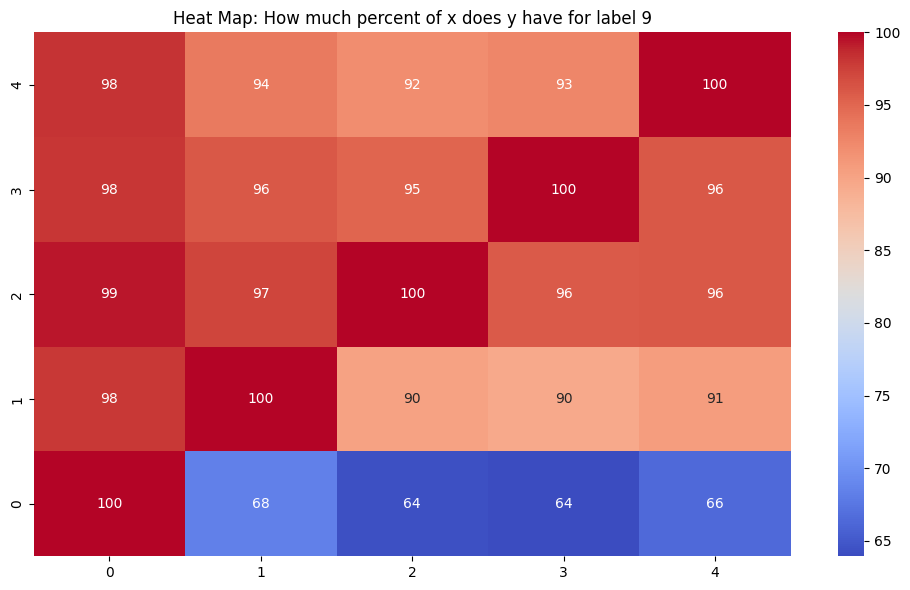 Heat Map: How much percent of x does y have for label 9
4 98 94 92 93 100
3 98 96 95 100 96
2 99 97 100 96 96
1 98 100 90 90 91
0 100 68 64 64 66
0 1 2 3 4
100
95
90
85
80
75
70
65